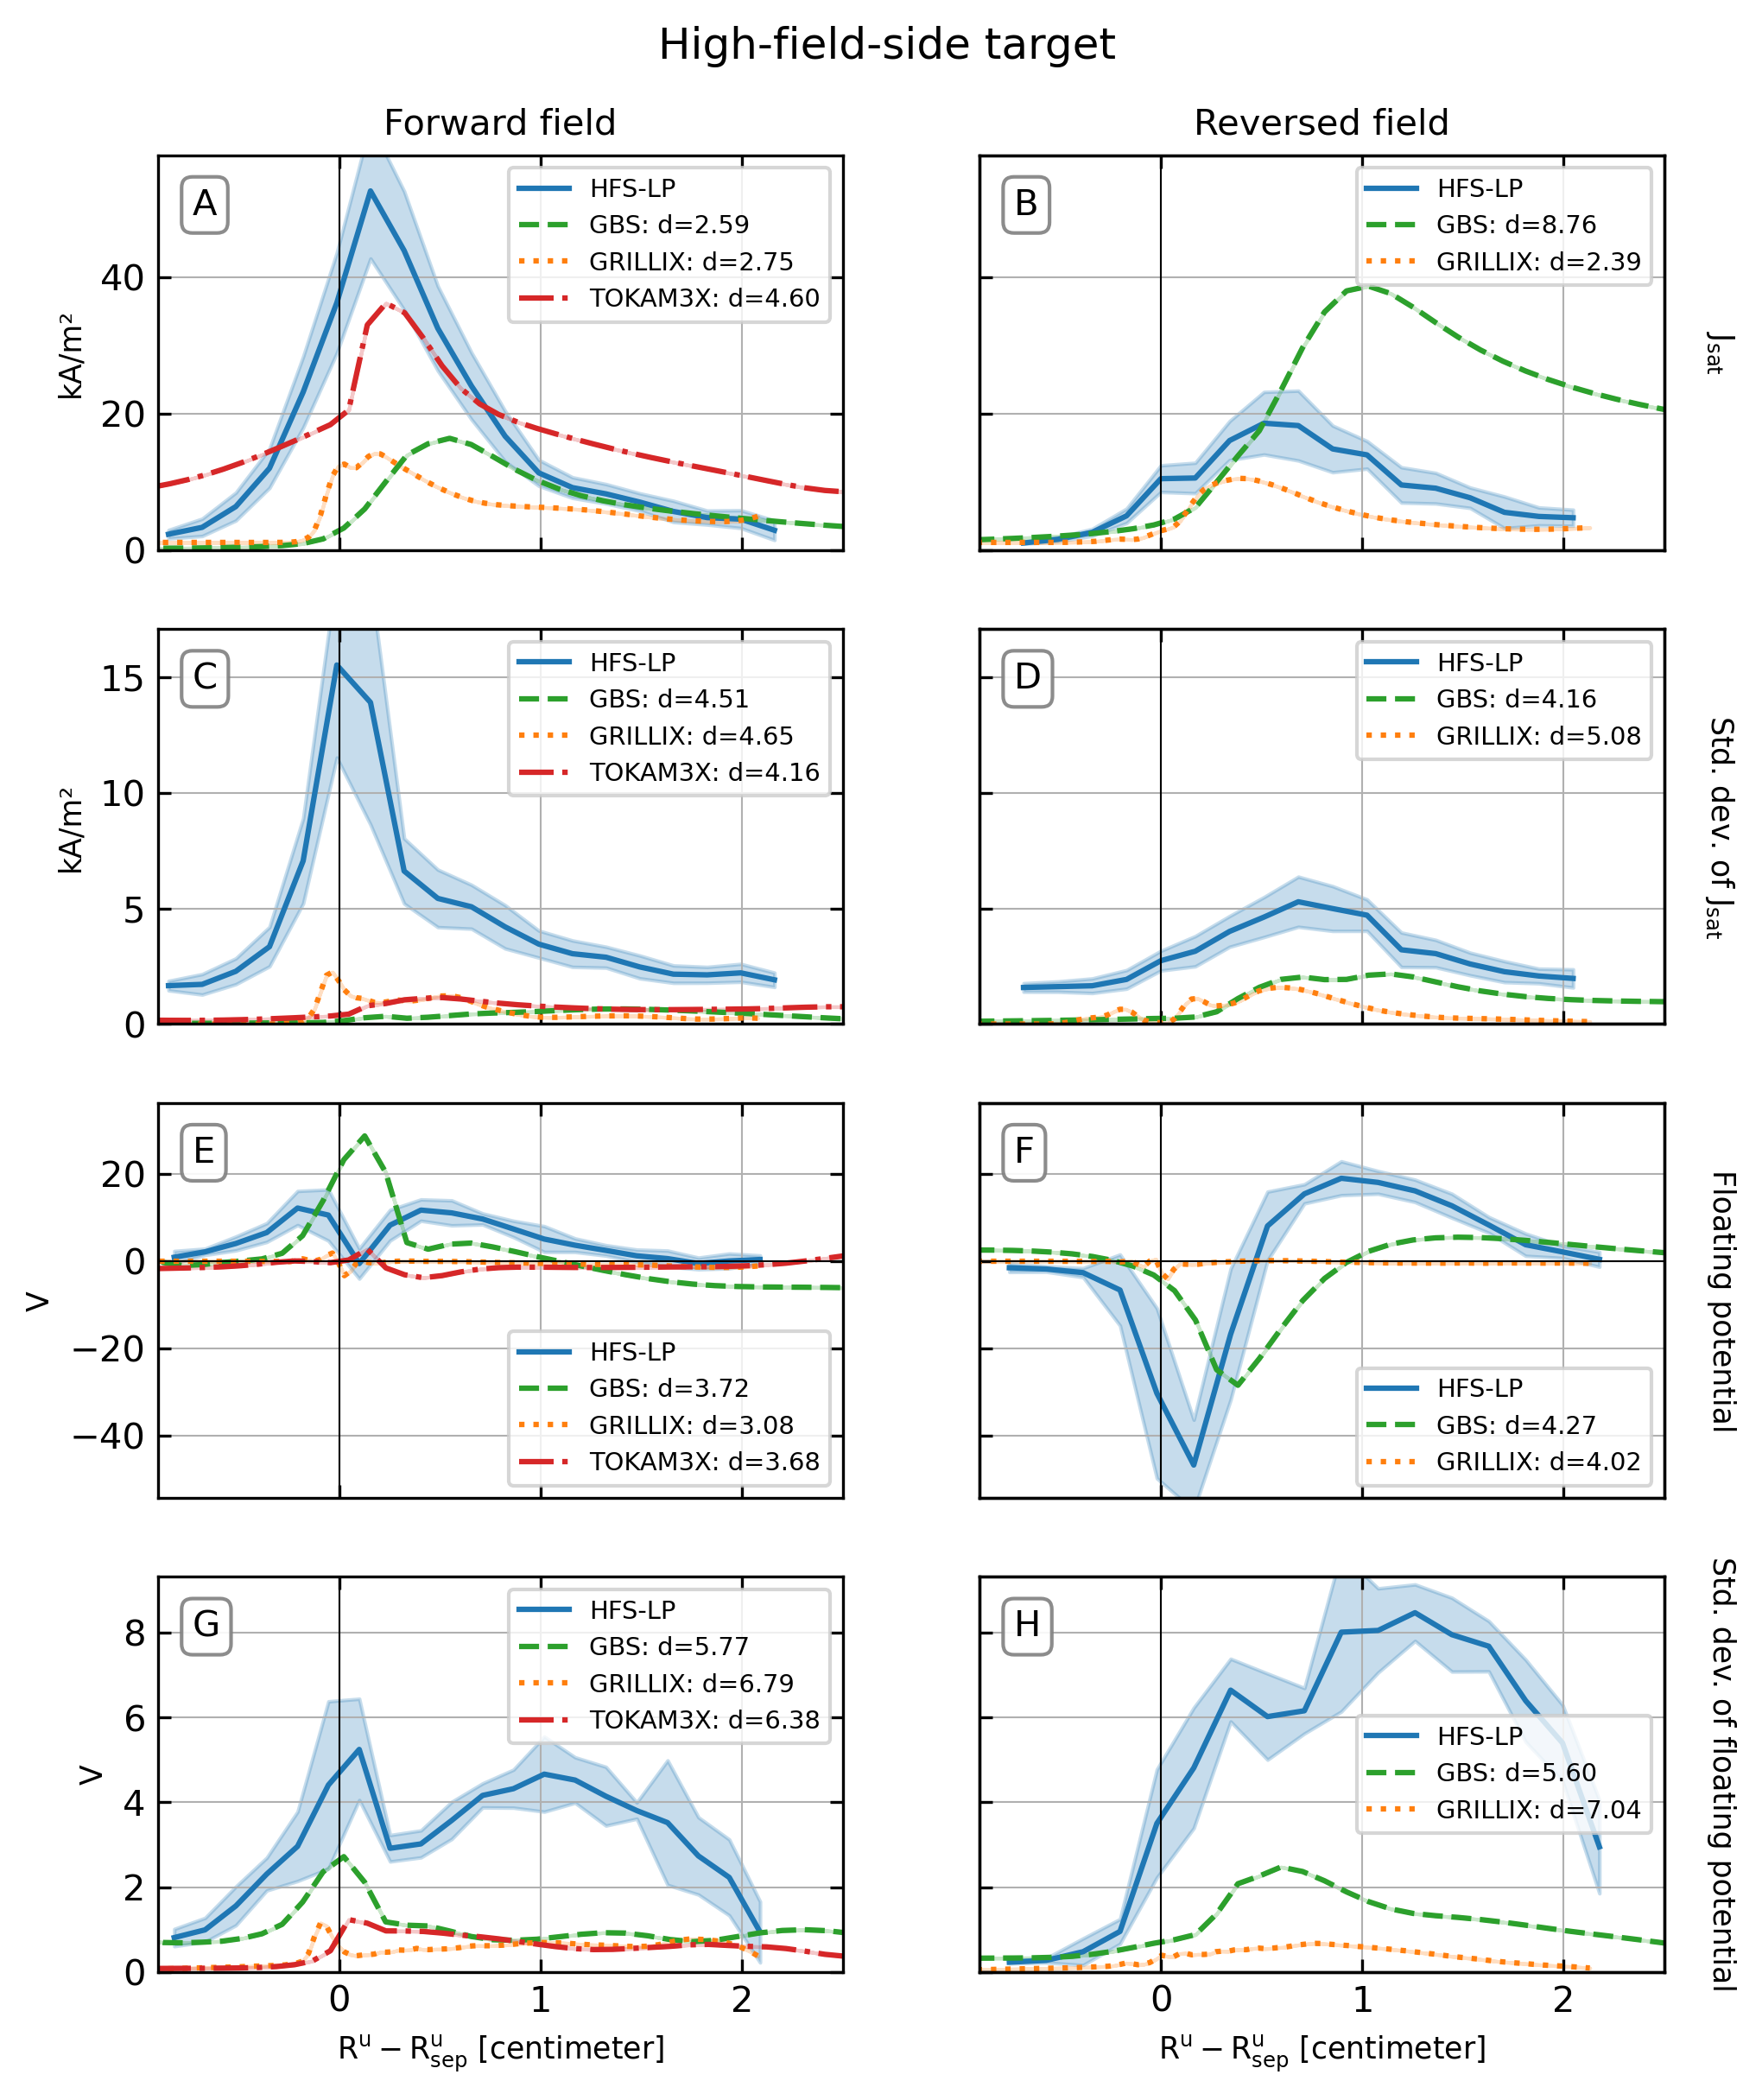 High-field-side target
Forward field
Reversed field
A
HFS-LP
GBS: d=2.59
GRILLIX: d=2.75
TOKAM3X: d=4.60
40
20
0
kA/m²
B
HFS-LP
GBS: d=8.76
GRILLIX: d=2.39
Jsat
C
HFS-LP
GBS: d=4.51
GRILLIX: d=4.65
TOKAM3X: d=4.16
15
10
5
0
kA/m²
D
HFS-LP
GBS: d=4.16
GRILLIX: d=5.08
Std. dev. of Jsat
E
20
0
−20
−40
V
HFS-LP
GBS: d=3.72
GRILLIX: d=3.08
TOKAM3X: d=3.68
F
HFS-LP
GBS: d=4.27
GRILLIX: d=4.02
Floating potential
G
HFS-LP
GBS: d=5.77
GRILLIX: d=6.79
TOKAM3X: d=6.38
8
6
4
2
0
V
0 1 2
Rᵘ − Rᵘsep [centimeter]
H
HFS-LP
GBS: d=5.60
GRILLIX: d=7.04
0 1 2
Rᵘ − Rᵘsep [centimeter]
Std. dev. of floating potential